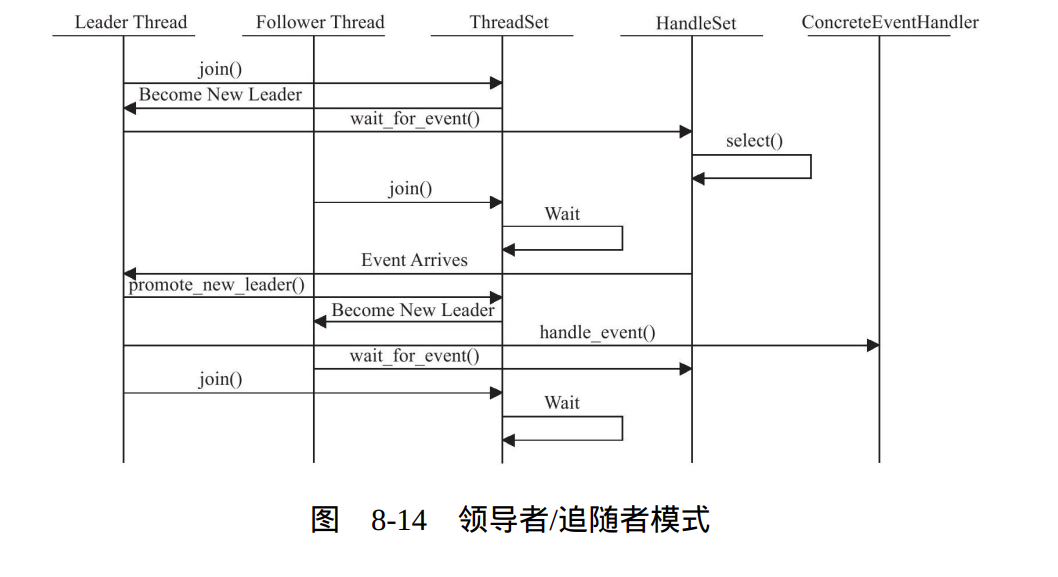 Leader Thread Follower Thread ThreadSet HandleSet ConcreteEventHandler
join()
Become New Leader
wait_for_event()
select()
join()
Wait
Event Arrives
promote_new_leader()
Become New Leader
handle_event()
wait_for_event()
join()
Wait
图 8-14 领导者/追随者模式